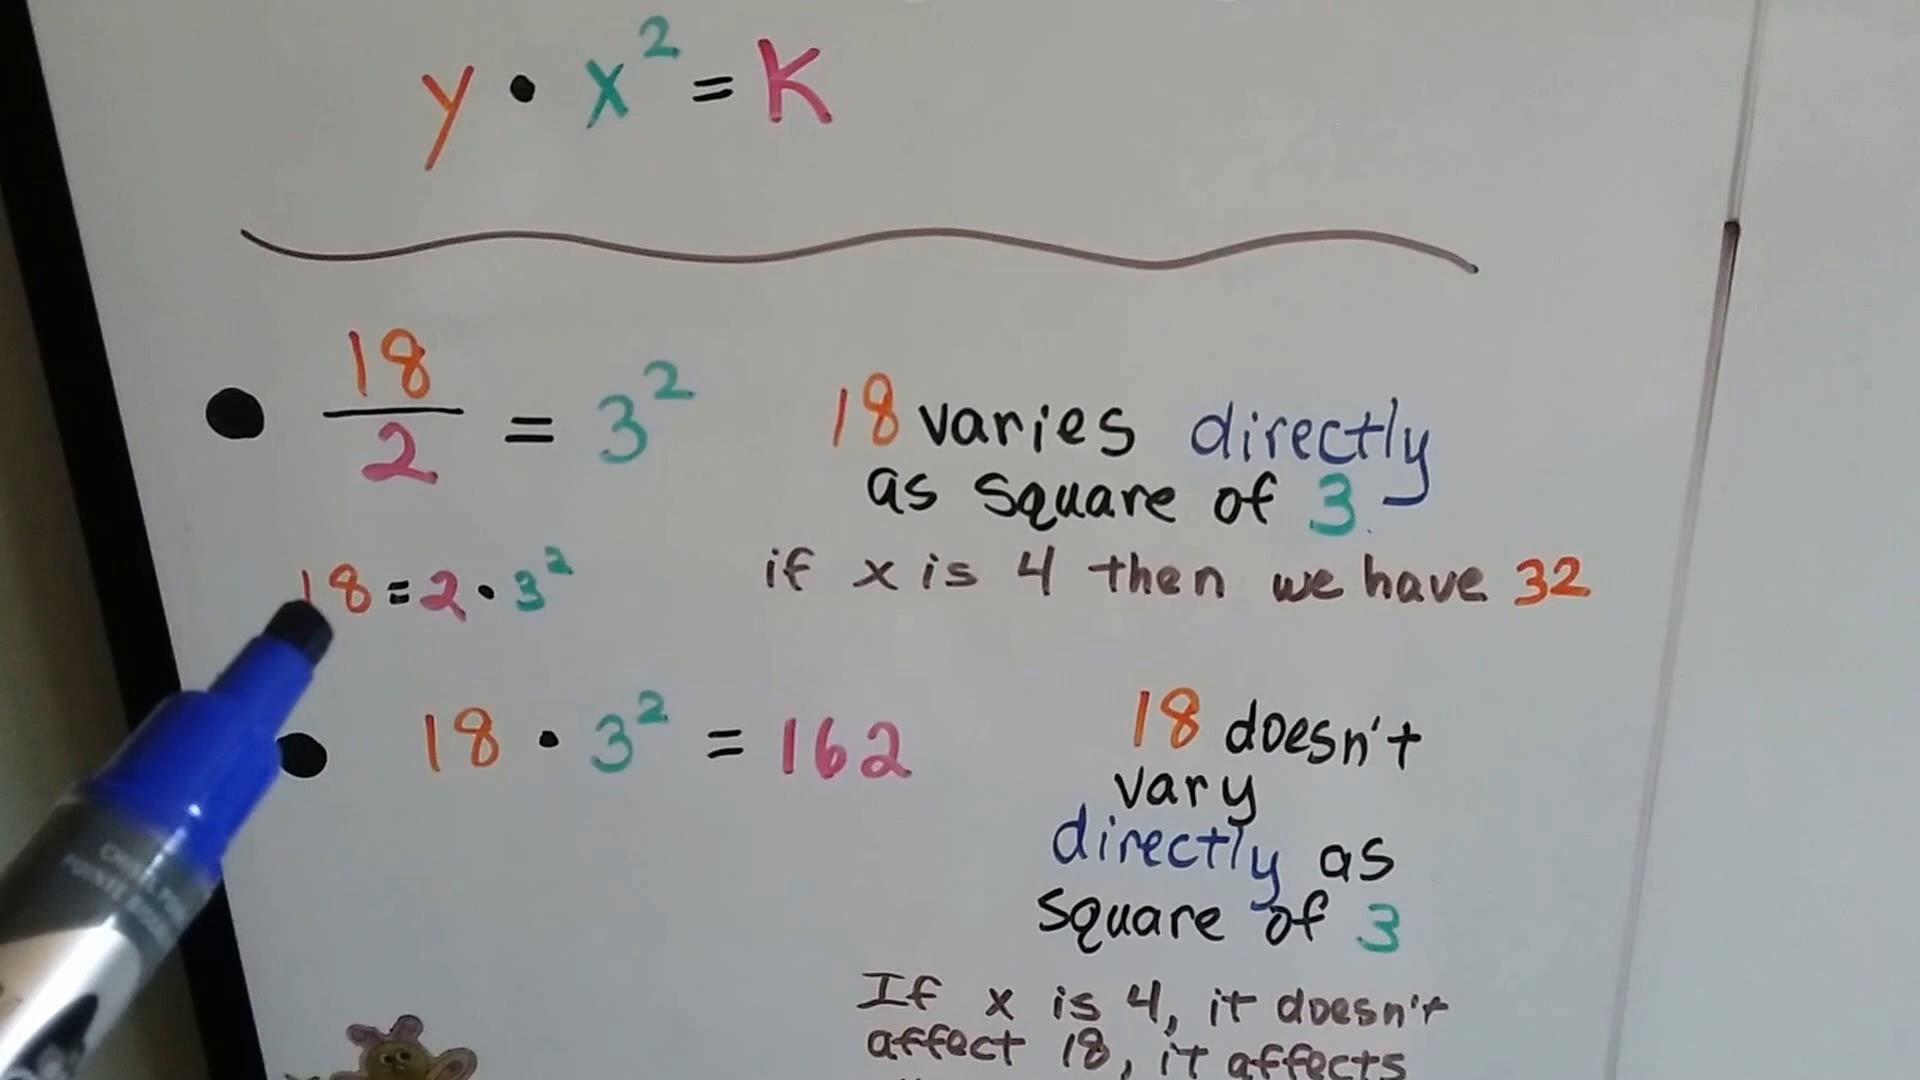 y • x² = K
18/2 = 3²
18 varies directly
as square of 3.
18 = 2 • 3²
if x is 4 then we have 32
18 • 3² = 162
18 doesn't
vary
directly as
square of 3
If x is 4, it doesn't
affect 18, it affects